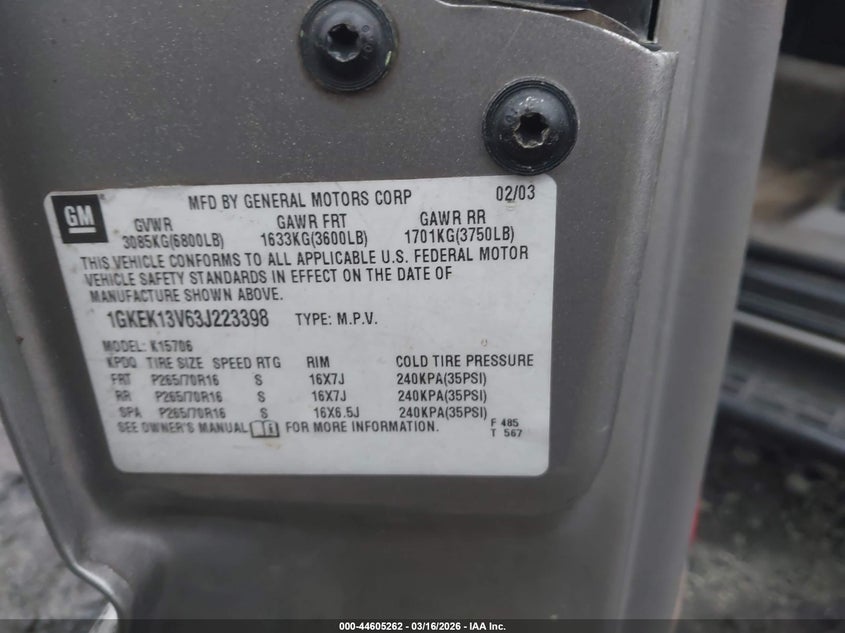 GM
MFD BY GENERAL MOTORS CORP 02/03
GVWR GAWR FRT GAWR RR
3085KG(6800LB) 1633KG(3600LB) 1701KG(3750LB)
THIS VEHICLE CONFORMS TO ALL APPLICABLE U.S. FEDERAL MOTOR
VEHICLE SAFETY STANDARDS IN EFFECT ON THE DATE OF
MANUFACTURE SHOWN ABOVE.
1GKEK13V63J223398 TYPE: M.P.V.
MODEL: K15706
KPDQ TIRE SIZE SPEED RTG RIM COLD TIRE PRESSURE
FRT P265/70R16 S 16X7J 240KPA(35PSI)
RR P265/70R16 S 16X7J 240KPA(35PSI)
SPA P265/70R16 S 16X6.5J 240KPA(35PSI)
SEE OWNER'S MANUAL FOR MORE INFORMATION.
F 485
T 567
000-44605262 — 03/16/2026 — IAA Inc.